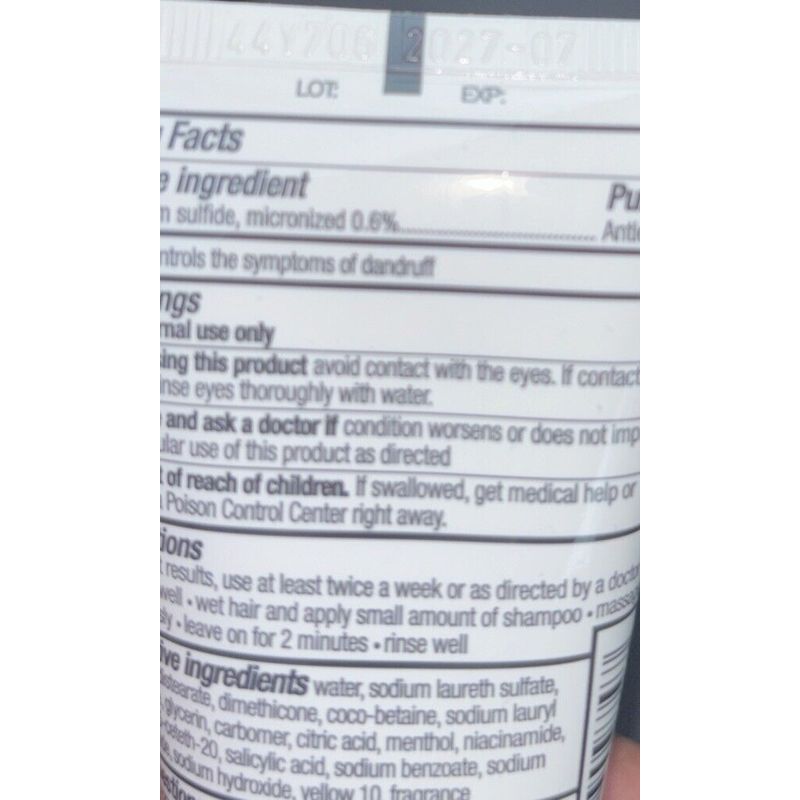 44Y706 2027-07
LOT: EXP:
Facts
ingredient Pu
sulfide, micronized 0.6%.......................................... Anti
ntrols the symptoms of dandruff
ngs
nal use only
ing this product avoid contact with the eyes. If contact
nse eyes thoroughly with water.
and ask a doctor if condition worsens or does not imp
ular use of this product as directed
of reach of children. If swallowed, get medical help or
Poison Control Center right away.
ions
results, use at least twice a week or as directed by a doctor
well • wet hair and apply small amount of shampoo • massag
ly • leave on for 2 minutes • rinse well
ive ingredients water, sodium laureth sulfate,
stearate, dimethicone, coco-betaine, sodium lauryl
glycerin, carbomer, citric acid, menthol, niacinamide,
ceteth-20, salicylic acid, sodium benzoate, sodium
sodium hydroxide, yellow 10, fragrance